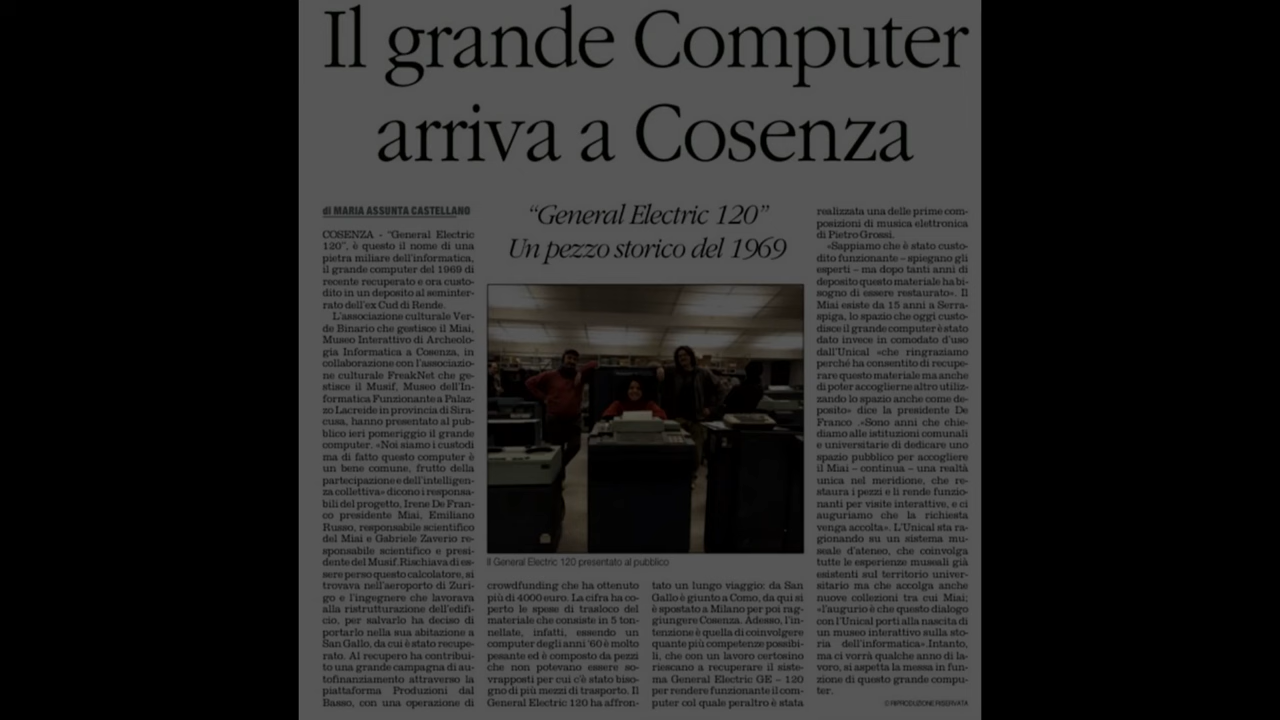 Il grande Computer
arriva a Cosenza
di MARIA ASSUNTA CASTELLANO
"General Electric 120"
Un pezzo storico del 1969
COSENZA - "General Electric
120", è questo il nome di una
pietra miliare dell'informatica,
il grande computer del 1969 di
recente recuperato e ora custo-
dito in un deposito al seminter-
rato dell'ex Cud di Rende.
L'associazione culturale Ver-
de Binario che gestisce il Miai,
Museo Interattivo di Archeolo-
gia Informatica a Cosenza, in
collaborazione con l'associazio-
ne culturale FreakNet che ge-
stisce il Musif, Museo dell'In-
formatica Funzionante a Palaz-
zo Lacreide in provincia di Sira-
cusa, hanno presentato al pub-
blico ieri pomeriggio il grande
computer. «Noi siamo i custodi
ma di fatto questo computer è
un bene comune, frutto della
partecipazione e dell'intelligen-
za collettiva» dicono i responsa-
bili del progetto, Irene De Fran-
co presidente Miai, Emiliano
Russo, responsabile scientifico
del Miai e Gabriele Zaverio re-
sponsabile scientifico e presi-
dente del Musif. Rischiava di es-
sere perso questo calcolatore, si
trovava nell'aeroporto di Zuri-
go e l'ingegnere che lavorava
alla ristrutturazione dell'edifi-
cio, per salvarlo ha deciso di
portarlo nella sua abitazione a
San Gallo, da cui è stato recupe-
rato. Al recupero ha contribui-
to una grande campagna di au-
tofinanziamento attraverso la
piattaforma Produzioni dal
Basso, con una operazione di
Il General Electric 120 presentato al pubblico
crowdfunding che ha ottenuto
più di 4000 euro. La cifra ha co-
perto le spese di trasloco del
materiale che consiste in 5 ton-
nellate, infatti, essendo un
computer degli anni '60 è molto
pesante ed è composto da pezzi
che non potevano essere so-
vrapposti per cui c'è stato biso-
gno di più mezzi di trasporto. Il
General Electric 120 ha affron-
tato un lungo viaggio: da San
Gallo è giunto a Como, da qui si
è spostato a Milano per poi rag-
giungere Cosenza. Adesso, l'in-
tenzione è quella di coinvolgere
quante più competenze possibi-
li, che con un lavoro certosino
riescano a recuperare il siste-
ma General Electric GE - 120
per rendere funzionante il com-
puter col quale peraltro è stata
realizzata una delle prime com-
posizioni di musica elettronica
di Pietro Grossi.
«Sappiamo che è stato custo-
dito funzionante – spiegano gli
esperti – ma dopo tanti anni di
deposito questo materiale ha bi-
sogno di essere restaurato». Il
Miai esiste da 15 anni a Serra-
spiga, lo spazio che oggi custo-
disce il grande computer è stato
dato invece in comodato d'uso
dall'Unical «che ringraziamo
perché ha consentito di recupe-
rare questo materiale ma anche
di poter accoglierne altro utiliz-
zando lo spazio anche come de-
posito» dice la presidente De
Franco .«Sono anni che chie-
diamo alle istituzioni comunali
e universitarie di dedicare uno
spazio pubblico per accogliere
il Miai – continua – una realtà
unica nel meridione, che re-
staura i pezzi e li rende funzio-
nanti per visite interattive, e ci
auguriamo che la richiesta
venga accolta». L'Unical sta ra-
gionando su un sistema mu-
seale d'ateneo, che coinvolga
tutte le esperienze museali già
esistenti sul territorio univer-
sitario ma che accolga anche
nuove collezioni tra cui Miai;
«l'augurio è che questo dialogo
con l'Unical porti alla nascita di
un museo interattivo sulla sto-
ria dell'informatica».Intanto,
ma ci vorrà qualche anno di la-
voro, si aspetta la messa in fun-
zione di questo grande compu-
ter.
© RIPRODUZIONE RISERVATA